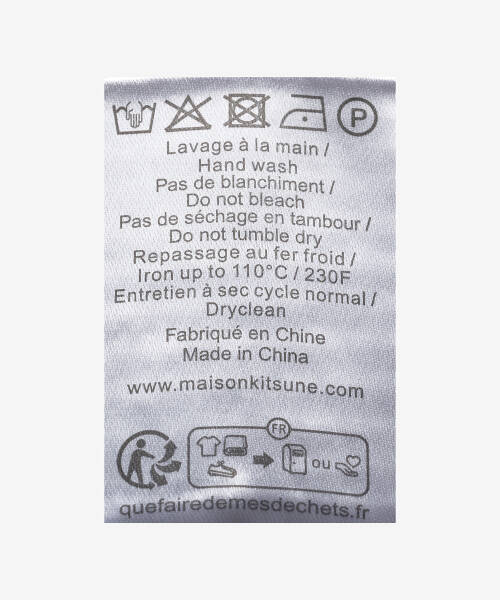 P
Lavage à la main /
Hand wash
Pas de blanchiment /
Do not bleach
Pas de séchage en tambour /
Do not tumble dry
Repassage au fer froid /
Iron up to 110°C / 230F
Entretien à sec cycle normal /
Dryclean
Fabriqué en Chine
Made in China
www.maisonkitsune.com
FR
ou
quefairedemesdechets.fr